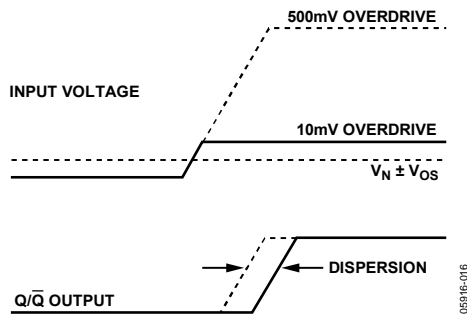 500mV OVERDRIVE
INPUT VOLTAGE
10mV OVERDRIVE
VN ± VOS
DISPERSION
Q/Q̅ OUTPUT
05916-016